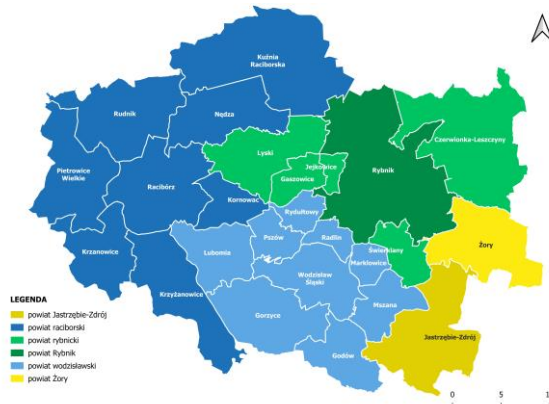 Kuźnia
Raciborska
Rudnik
Nędza
Czerwionka-Leszczyny
Lyski
Jejkowice
Pietrowice
Wielkie
Racibórz
Gaszowice
Rybnik
Kornowac
Rydułtowy
Krzanowice
Lubomia
Pszów
Radlin
Świerklany
Żory
Marklowice
Wodzisław
Śląski
Krzyżanowice
Mszana
Gorzyce
Jastrzębie-Zdrój
Godów
LEGENDA
powiat Jastrzębie-Zdrój
powiat raciborski
powiat rybnicki
powiat Rybnik
powiat wodzisławski
powiat Żory
0 5 1